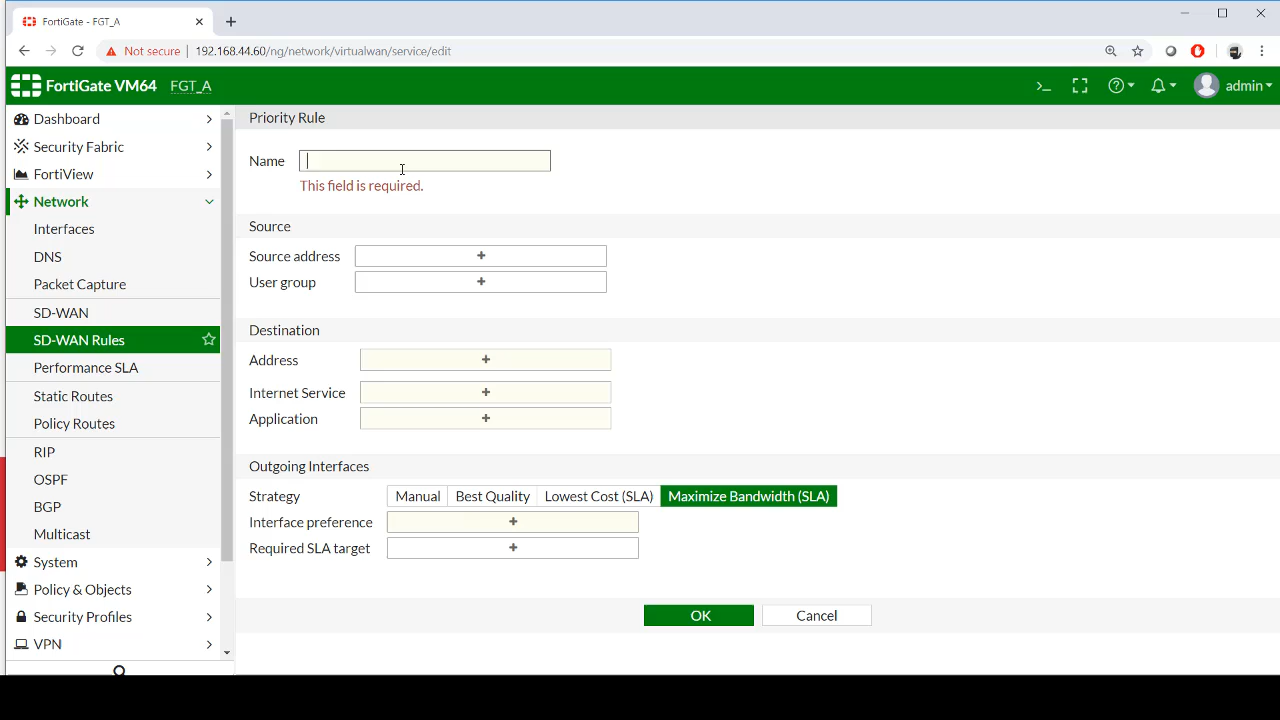 FortiGate - FGT_A
Not secure | 192.168.44.60/ng/network/virtualwan/service/edit
FortiGate VM64 FGT_A
admin
Dashboard
Security Fabric
FortiView
Network
Interfaces
DNS
Packet Capture
SD-WAN
SD-WAN Rules
Performance SLA
Static Routes
Policy Routes
RIP
OSPF
BGP
Multicast
System
Policy & Objects
Security Profiles
VPN
Priority Rule
Name
This field is required.
Source
Source address
User group
Destination
Address
Internet Service
Application
Outgoing Interfaces
Strategy Manual Best Quality Lowest Cost (SLA) Maximize Bandwidth (SLA)
Interface preference
Required SLA target
OK Cancel